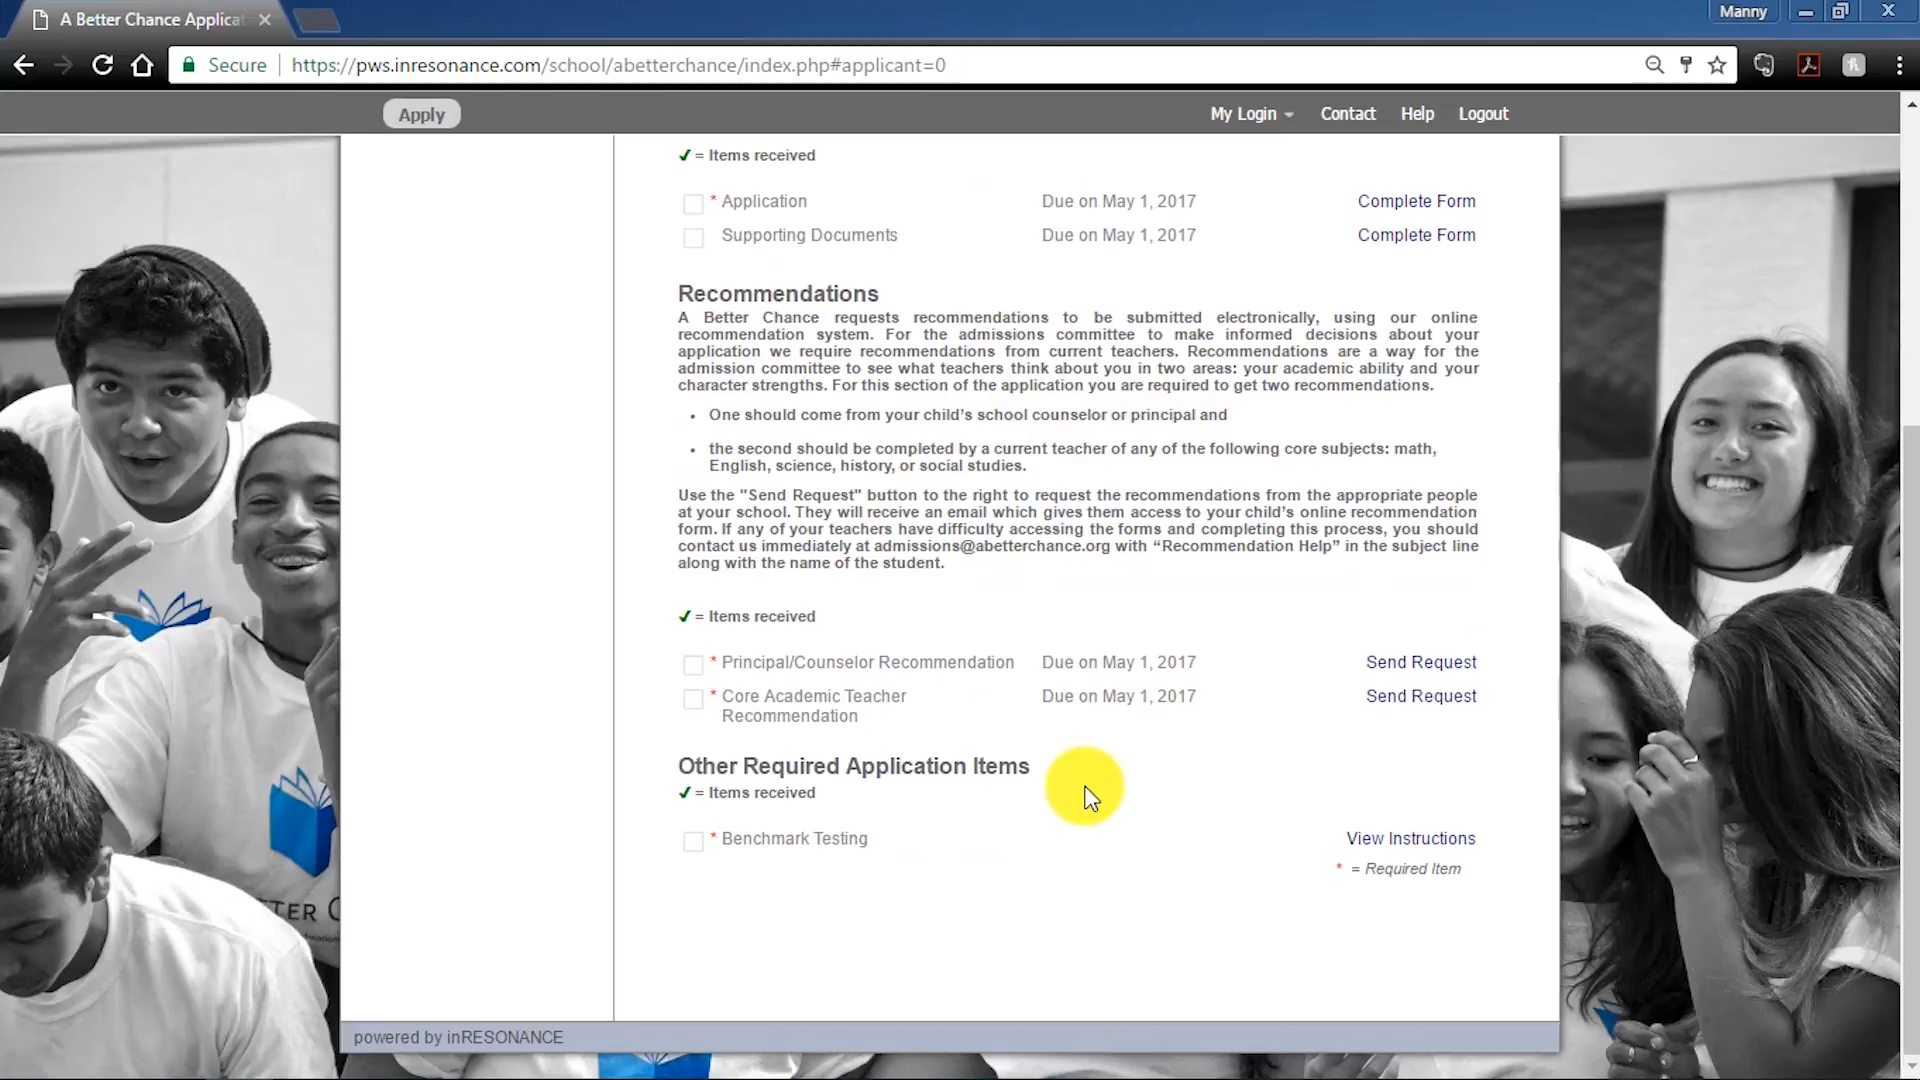 A Better Chance Applica
Manny
Secure
https://pws.inresonance.com/school/abetterchance/index.php#applicant=0
Apply
My Login
Contact
Help
Logout
✓ = Items received
* Application Due on May 1, 2017 Complete Form
Supporting Documents Due on May 1, 2017 Complete Form
Recommendations
A Better Chance requests recommendations to be submitted electronically, using our online
recommendation system. For the admissions committee to make informed decisions about your
application we require recommendations from current teachers. Recommendations are a way for the
admission committee to see what teachers think about you in two areas: your academic ability and your
character strengths. For this section of the application you are required to get two recommendations.
• One should come from your child's school counselor or principal and
• the second should be completed by a current teacher of any of the following core subjects: math,
English, science, history, or social studies.
Use the "Send Request" button to the right to request the recommendations from the appropriate people
at your school. They will receive an email which gives them access to your child's online recommendation
form. If any of your teachers have difficulty accessing the forms and completing this process, you should
contact us immediately at admissions@abetterchance.org with “Recommendation Help” in the subject line
along with the name of the student.
✓ = Items received
* Principal/Counselor Recommendation Due on May 1, 2017 Send Request
* Core Academic Teacher Due on May 1, 2017 Send Request
Recommendation
Other Required Application Items
✓ = Items received
* Benchmark Testing View Instructions
* = Required Item
powered by inRESONANCE